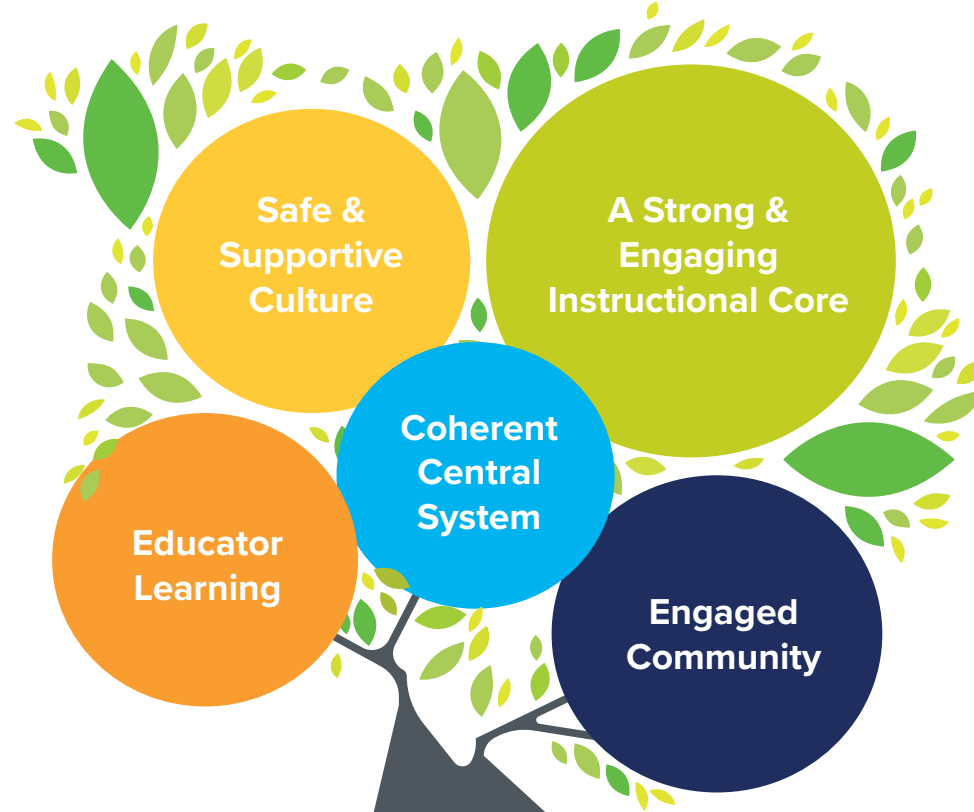 Safe &
Supportive
Culture
A Strong &
Engaging
Instructional Core
Coherent
Central
System
Educator
Learning
Engaged
Community